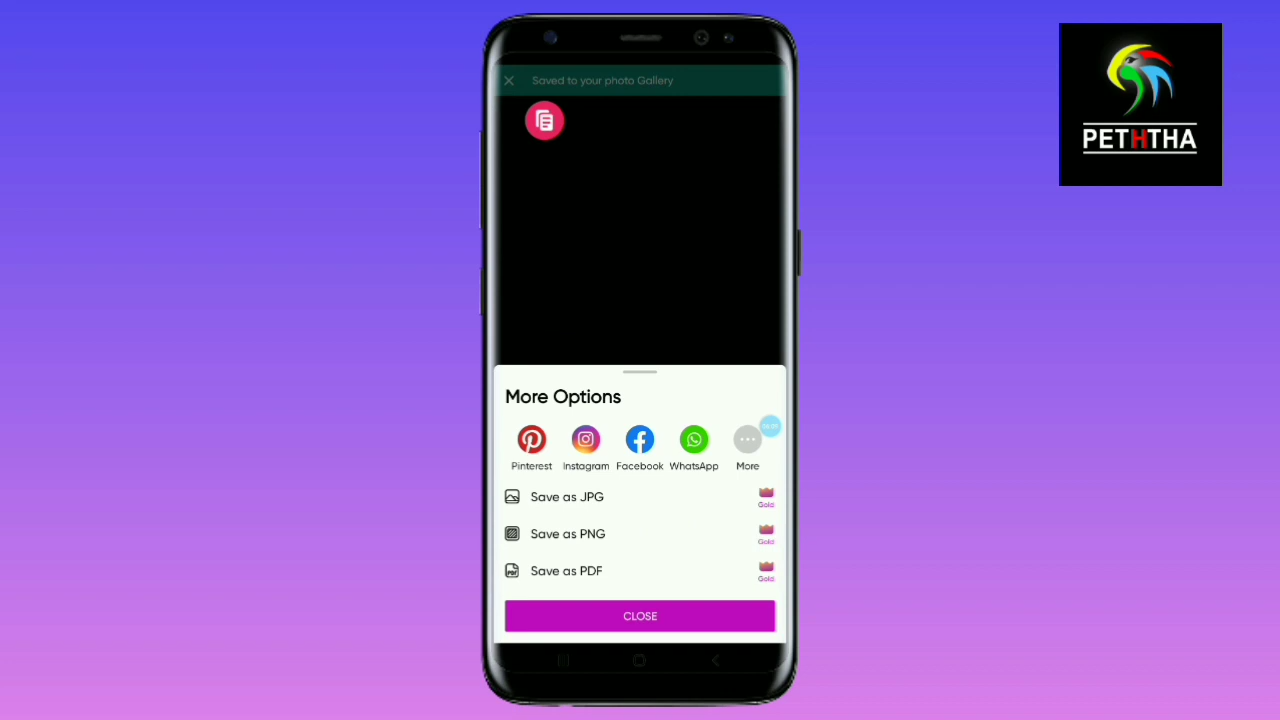 Saved to your photo Gallery
PETHTHA
More Options
Pinterest Instagram Facebook WhatsApp More
Save as JPG Gold
Save as PNG Gold
PDF Save as PDF Gold
CLOSE